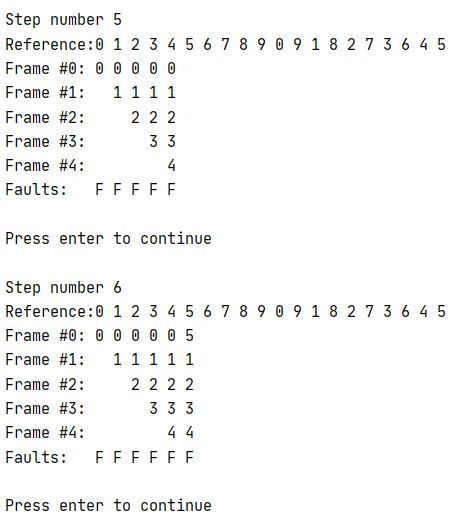 Step number 5
Reference:0 1 2 3 4 5 6 7 8 9 0 9 1 8 2 7 3 6 4 5
Frame #0: 0 0 0 0 0
Frame #1:   1 1 1 1
Frame #2:     2 2 2
Frame #3:       3 3
Frame #4:         4
Faults:   F F F F F

Press enter to continue

Step number 6
Reference:0 1 2 3 4 5 6 7 8 9 0 9 1 8 2 7 3 6 4 5
Frame #0: 0 0 0 0 0 5
Frame #1:   1 1 1 1 1
Frame #2:     2 2 2 2
Frame #3:       3 3 3
Frame #4:         4 4
Faults:   F F F F F F

Press enter to continue